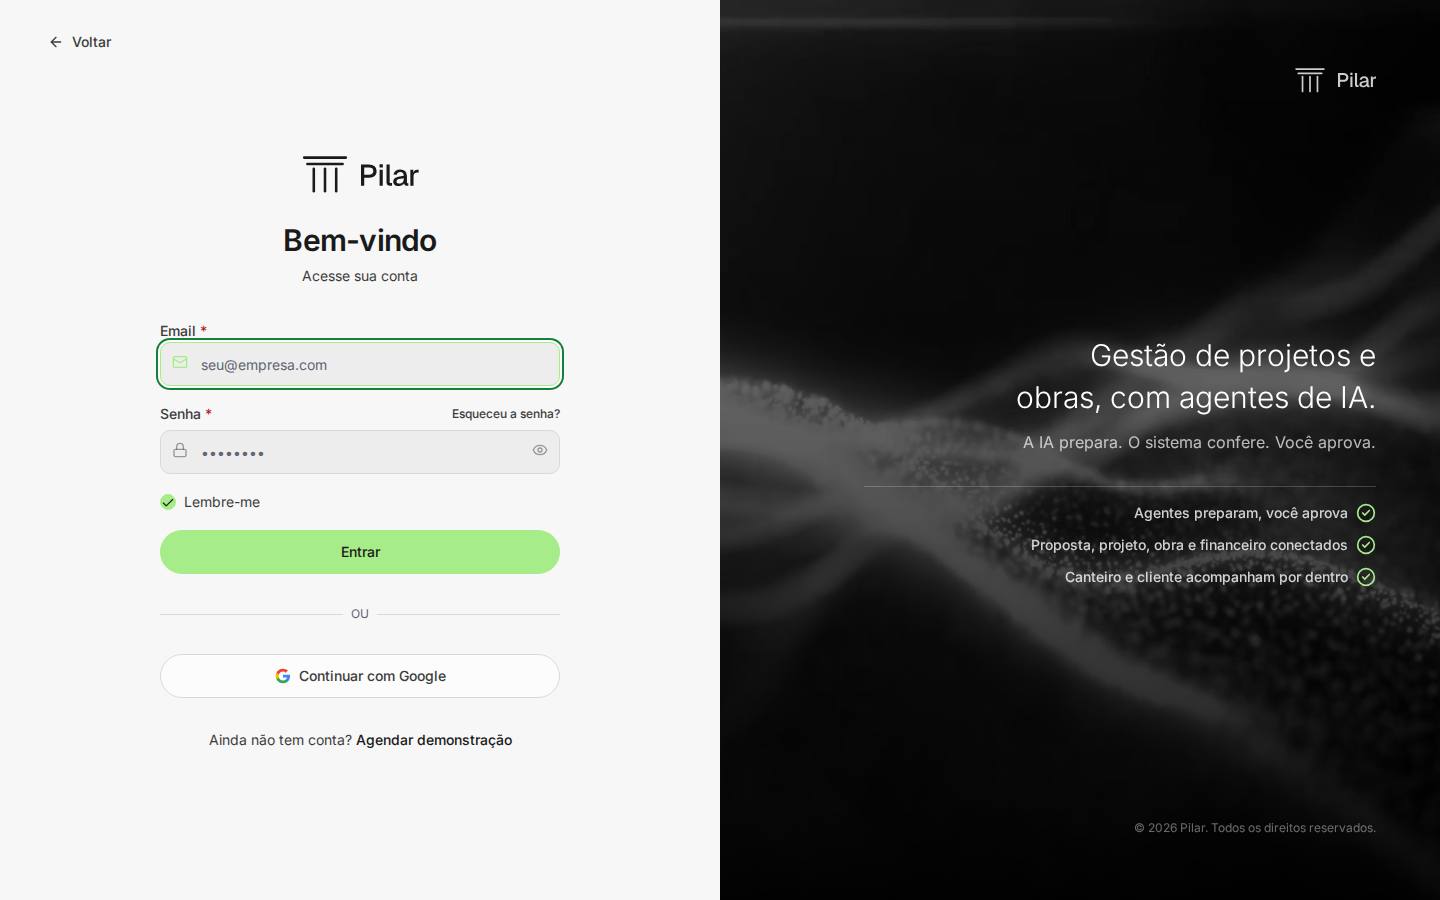 Voltar
Pilar
Bem-vindo
Acesse sua conta
Email *
seu@empresa.com
Senha *
Esqueceu a senha?
••••••••
Lembre-me
Entrar
OU
Continuar com Google
Ainda não tem conta? Agendar demonstração
Pilar
Gestão de projetos e
obras, com agentes de IA.
A IA prepara. O sistema confere. Você aprova.
Agentes preparam, você aprova
Proposta, projeto, obra e financeiro conectados
Canteiro e cliente acompanham por dentro
© 2026 Pilar. Todos os direitos reservados.